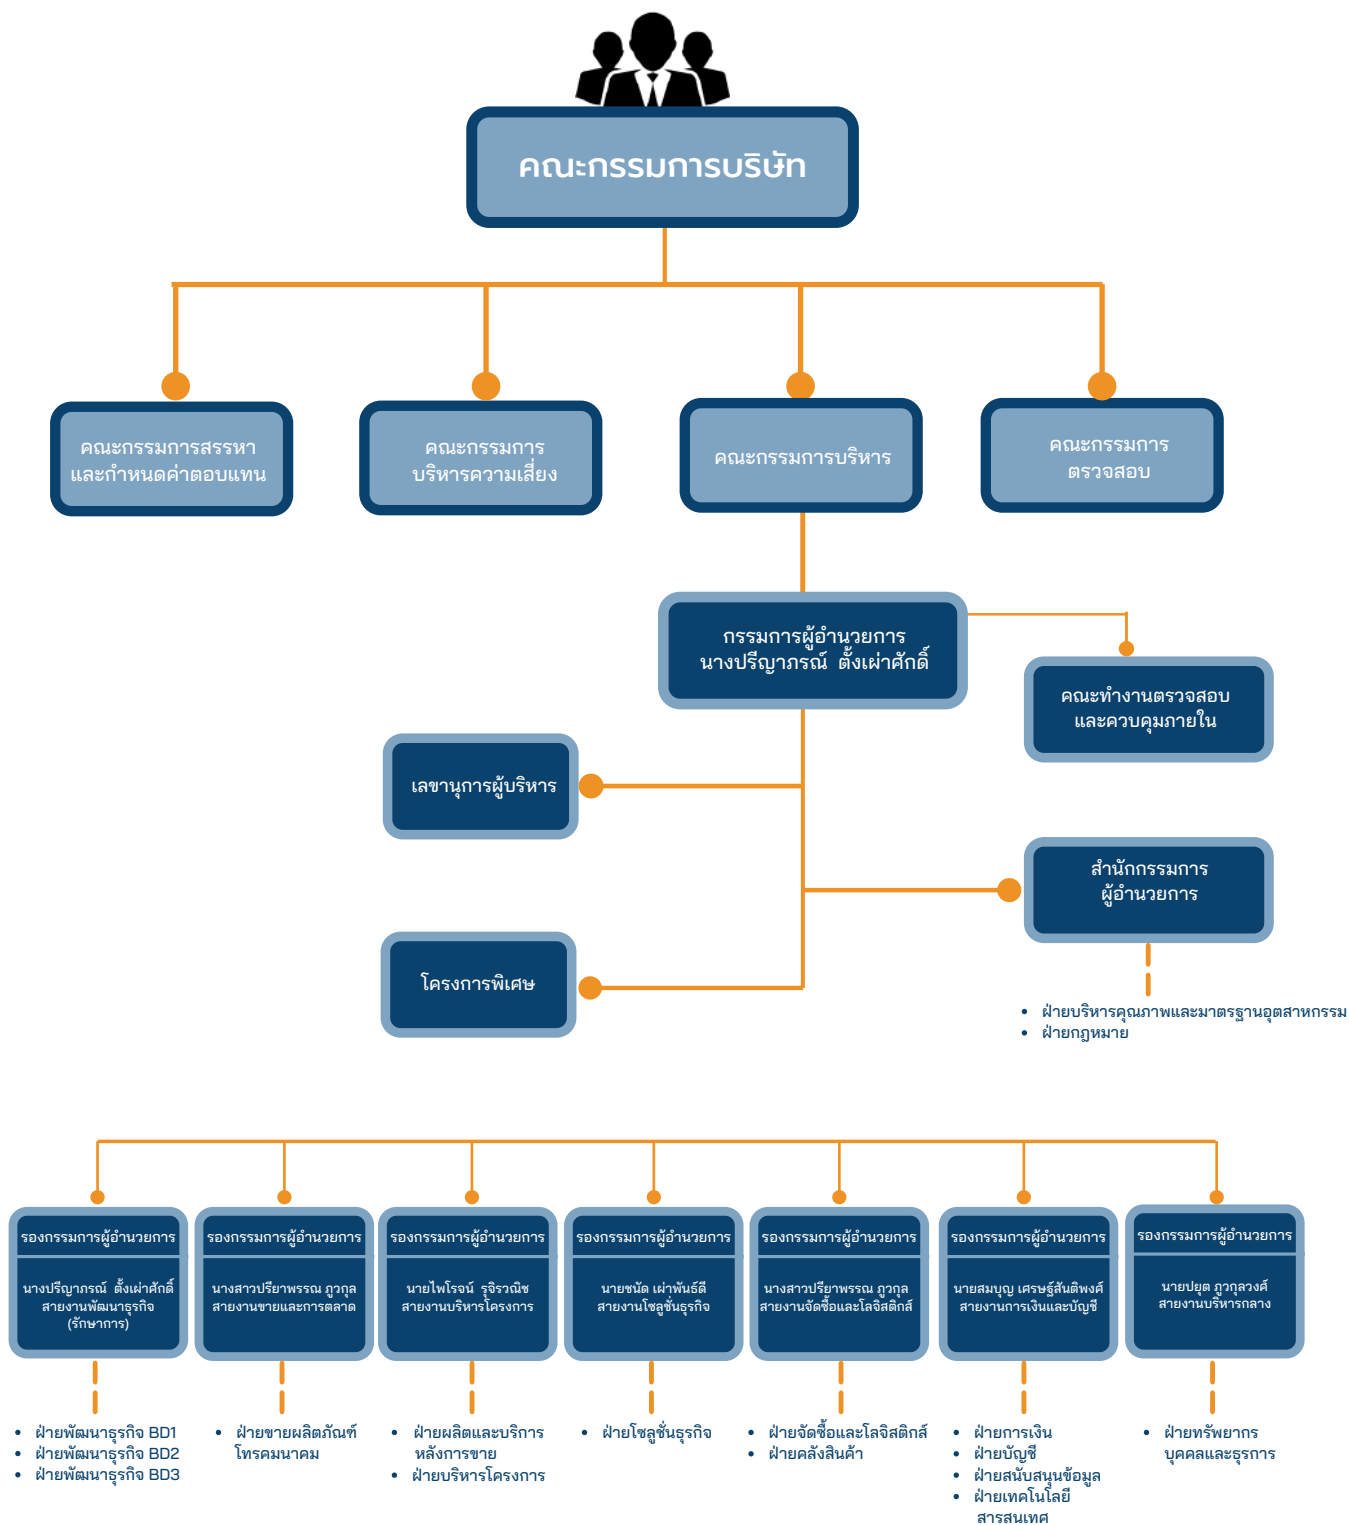 คณะกรรมการบริษัท
คณะกรรมการสรรหา
และกำหนดค่าตอบแทน
คณะกรรมการ
บริหารความเสี่ยง
คณะกรรมการบริหาร
คณะกรรมการ
ตรวจสอบ
กรรมการผู้อำนวยการ
นางปรีญาภรณ์ ตั้งเผ่าศักดิ์
คณะทำงานตรวจสอบ
และควบคุมภายใน
เลขานุการผู้บริหาร
สำนักกรรมการ
ผู้อำนวยการ
โครงการพิเศษ
• ฝ่ายบริหารคุณภาพและมาตรฐานอุตสาหกรรม
• ฝ่ายกฎหมาย
รองกรรมการผู้อำนวยการ
นางปรีญาภรณ์ ตั้งเผ่าศักดิ์
สายงานพัฒนาธุรกิจ
(รักษาการ)
• ฝ่ายพัฒนาธุรกิจ BD1
• ฝ่ายพัฒนาธุรกิจ BD2
• ฝ่ายพัฒนาธุรกิจ BD3
รองกรรมการผู้อำนวยการ
นางสาวปรียาพรรณ ภูวกุล
สายงานขายและการตลาด
• ฝ่ายขายผลิตภัณฑ์
โทรคมนาคม
รองกรรมการผู้อำนวยการ
นายไพโรจน์ รุจิรวณิช
สายงานบริหารโครงการ
• ฝ่ายผลิตและบริการ
หลังการขาย
• ฝ่ายบริหารโครงการ
รองกรรมการผู้อำนวยการ
นายชนัด เผ่าพันธ์ดี
สายงานโซลูชั่นธุรกิจ
• ฝ่ายโซลูชั่นธุรกิจ
รองกรรมการผู้อำนวยการ
นางสาวปรียาพรรณ ภูวกุล
สายงานจัดซื้อและโลจิสติกส์
• ฝ่ายจัดซื้อและโลจิสติกส์
• ฝ่ายคลังสินค้า
รองกรรมการผู้อำนวยการ
นายสมบุญ เศรษฐ์สันติพงศ์
สายงานการเงินและบัญชี
• ฝ่ายการเงิน
• ฝ่ายบัญชี
• ฝ่ายสนับสนุนข้อมูล
• ฝ่ายเทคโนโลยี
สารสนเทศ
รองกรรมการผู้อำนวยการ
นายปยุต ภูวกุลวงศ์
สายงานบริหารกลาง
• ฝ่ายทรัพยากร
บุคคลและธุรการ